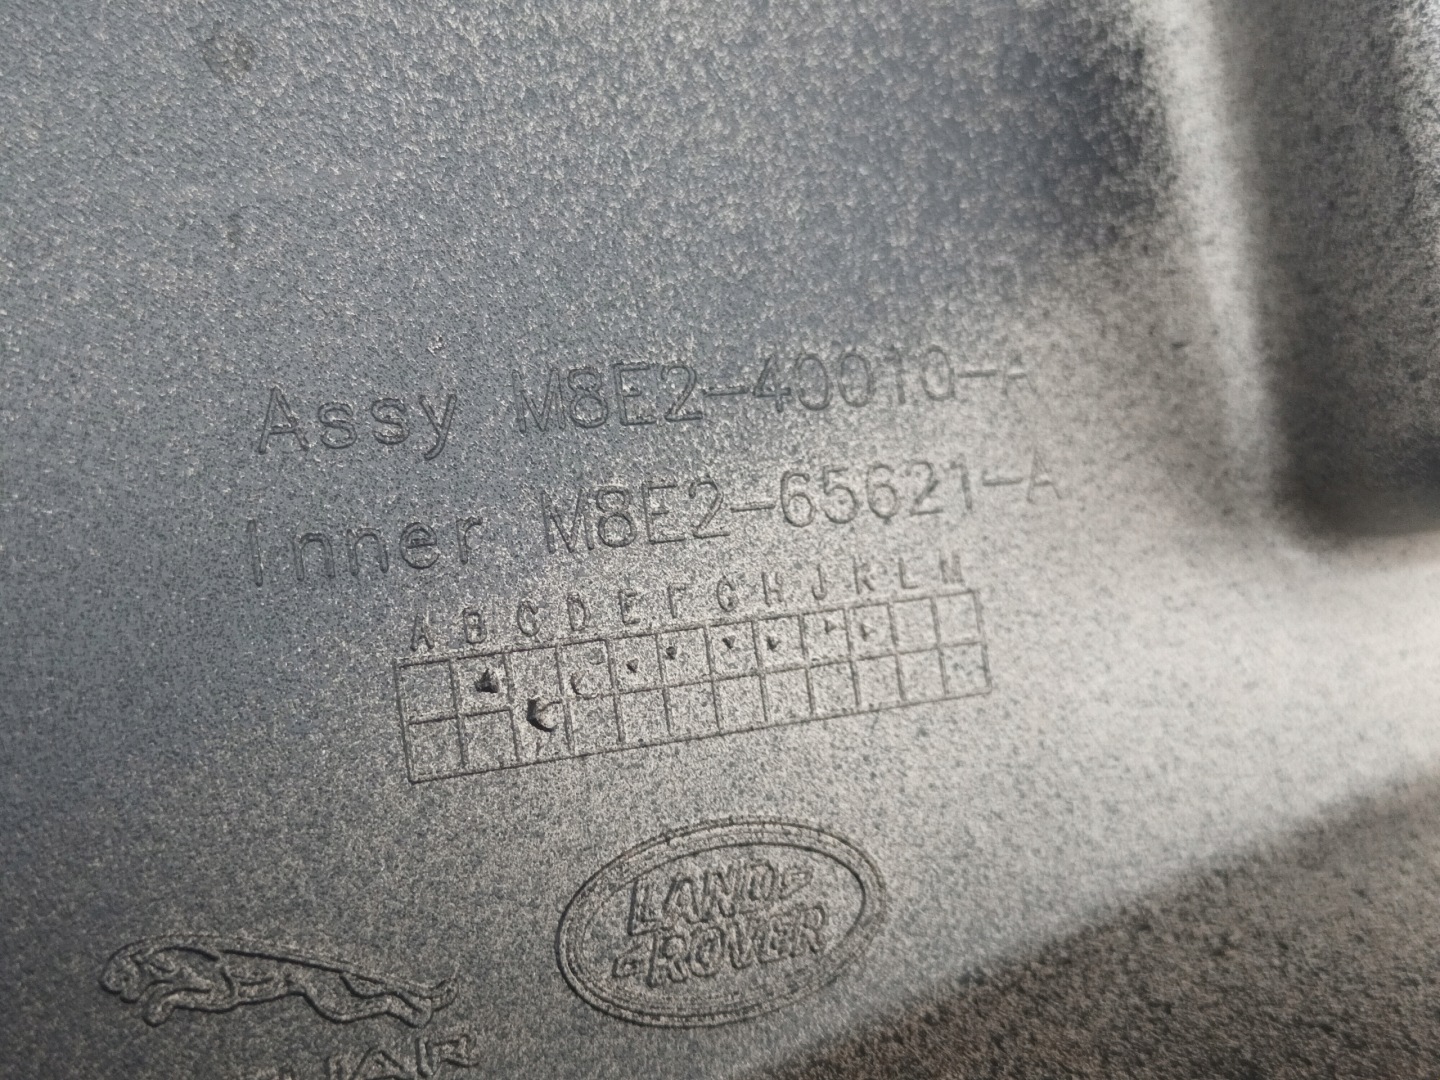 Assy M8E2-40010-A
Inner M8E2-65621-A
A B C D E F G H J K L M
LAND
ROVER